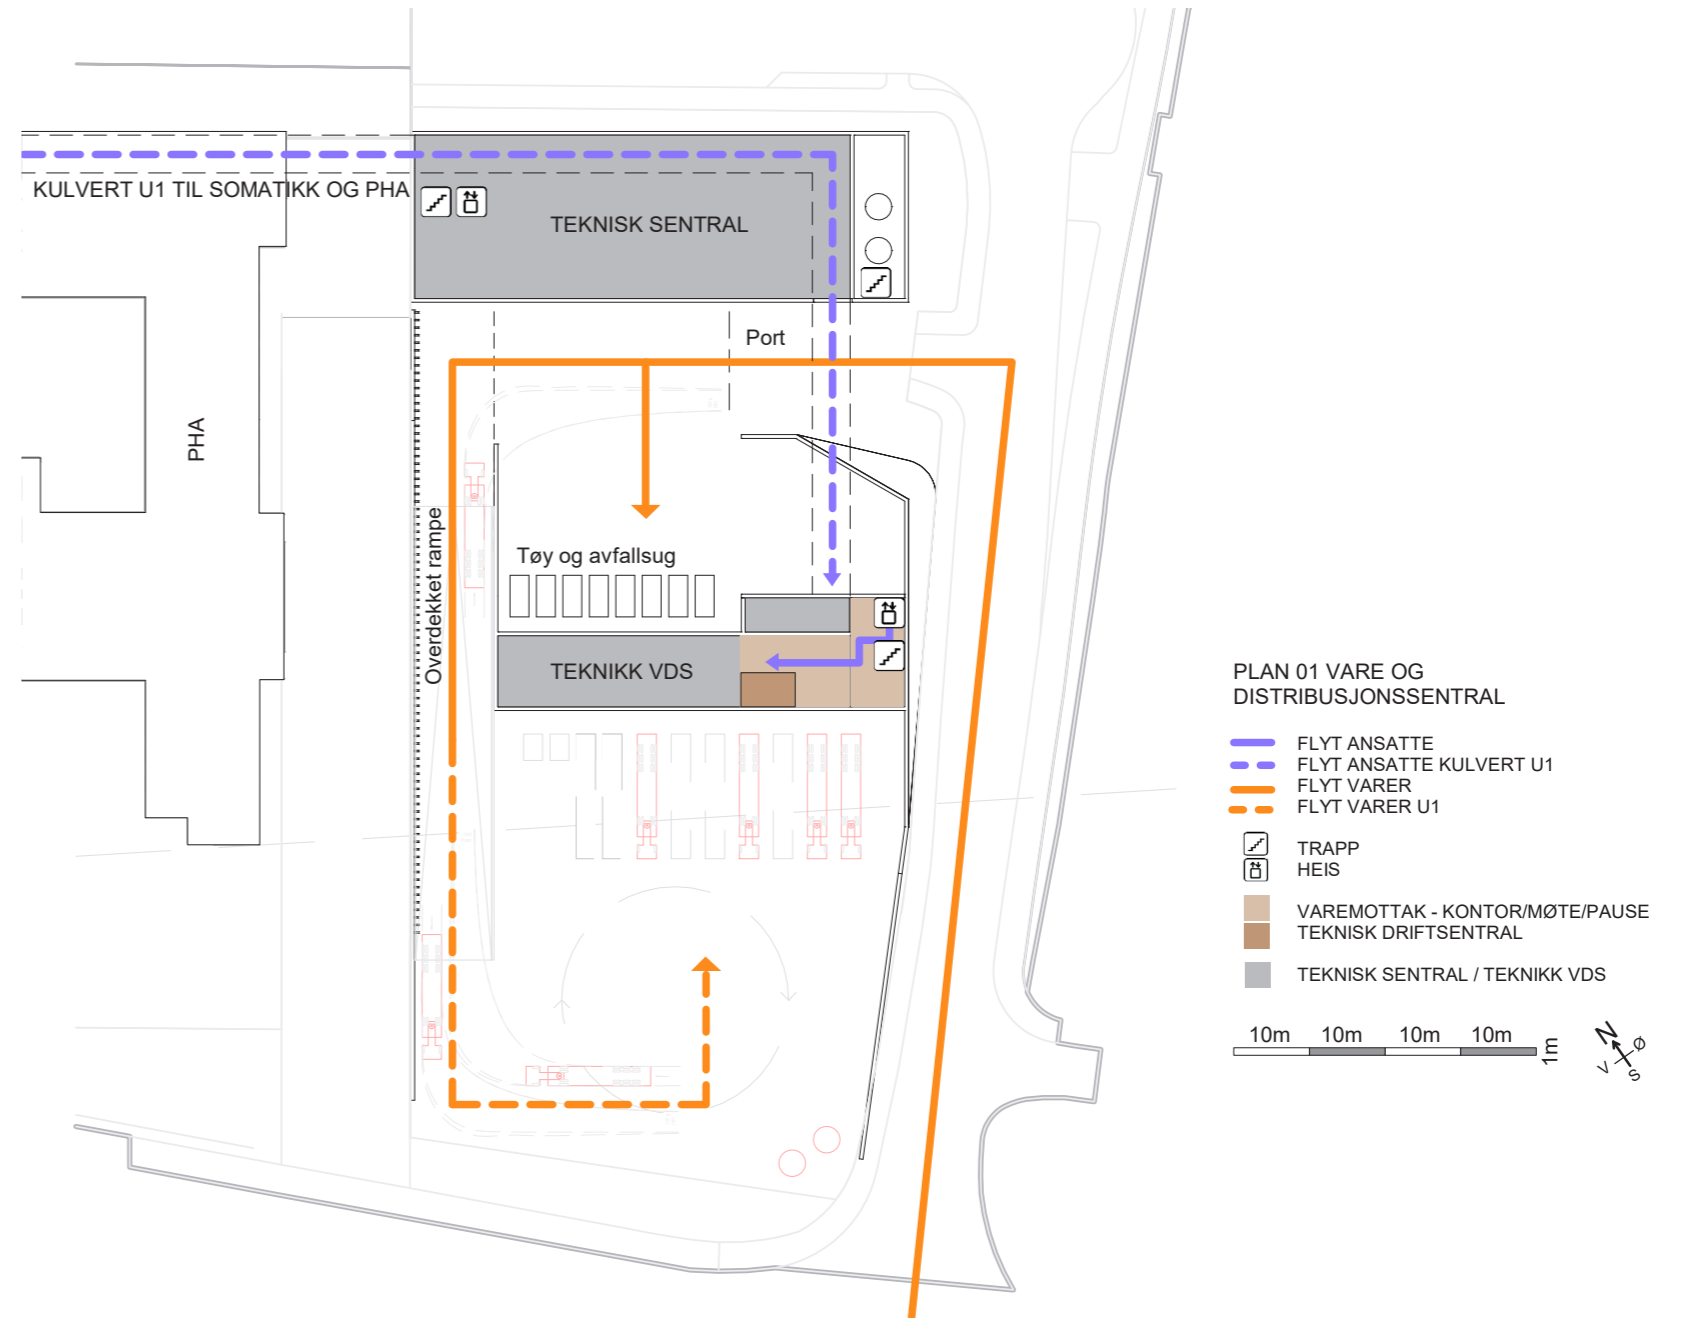 KULVERT U1 TIL SOMATIKK OG PHA
TEKNISK SENTRAL
Port
PHA
Overdekket rampe
Tøy og avfallsug
TEKNIKK VDS
PLAN 01 VARE OG
DISTRIBUSJONSSENTRAL
FLYT ANSATTE
FLYT ANSATTE KULVERT U1
FLYT VARER
FLYT VARER U1
TRAPP
HEIS
VAREMOTTAK - KONTOR/MØTE/PAUSE
TEKNISK DRIFTSENTRAL
TEKNISK SENTRAL / TEKNIKK VDS
10m 10m 10m 10m
1m
N
Ø
V
S